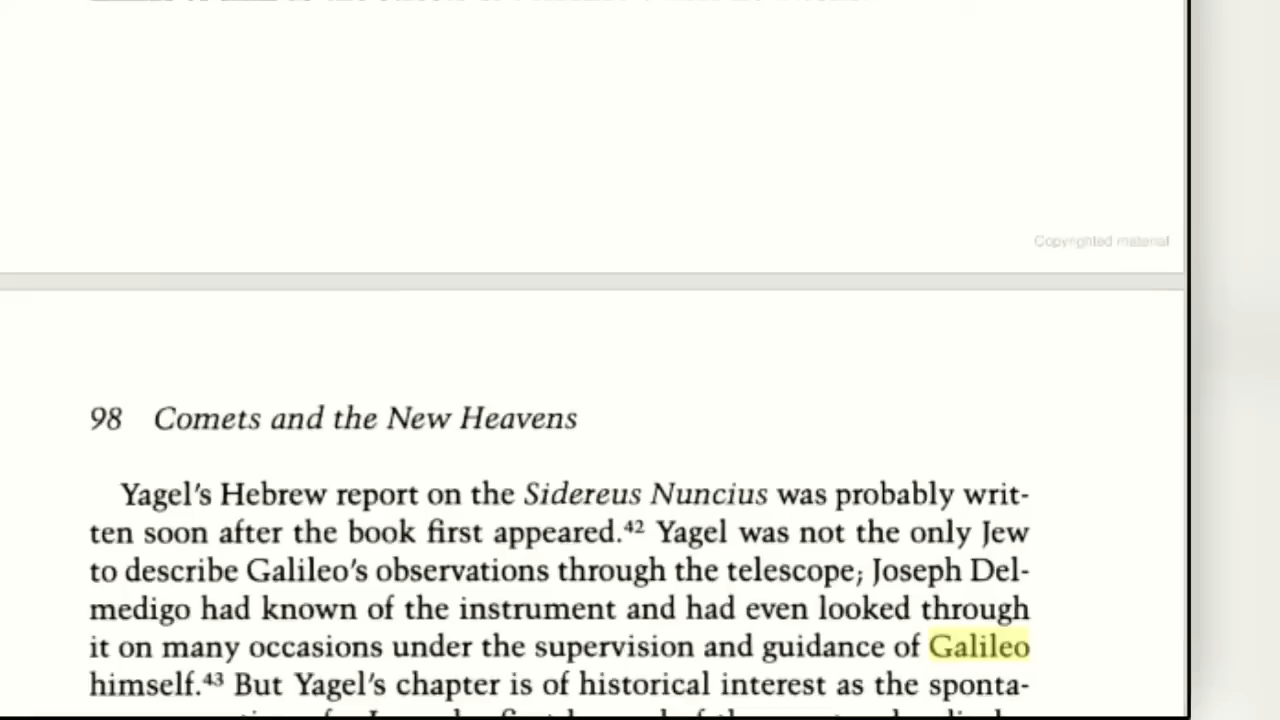 Copyrighted material
98 Comets and the New Heavens
Yagel's Hebrew report on the Sidereus Nuncius was probably writ-
ten soon after the book first appeared.⁴² Yagel was not the only Jew
to describe Galileo's observations through the telescope; Joseph Del-
medigo had known of the instrument and had even looked through
it on many occasions under the supervision and guidance of Galileo
himself.⁴³ But Yagel's chapter is of historical interest as the sponta-